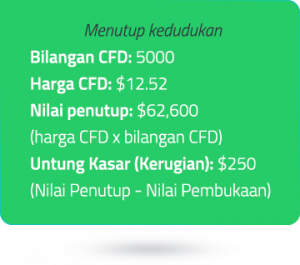 Menutup kedudukan
Bilangan CFD: 5000
Harga CFD: $12.52
Nilai penutup: $62,600
(harga CFD x bilangan CFD)
Untung Kasar (Kerugian): $250
(Nilai Penutup - Nilai Pembukaan)